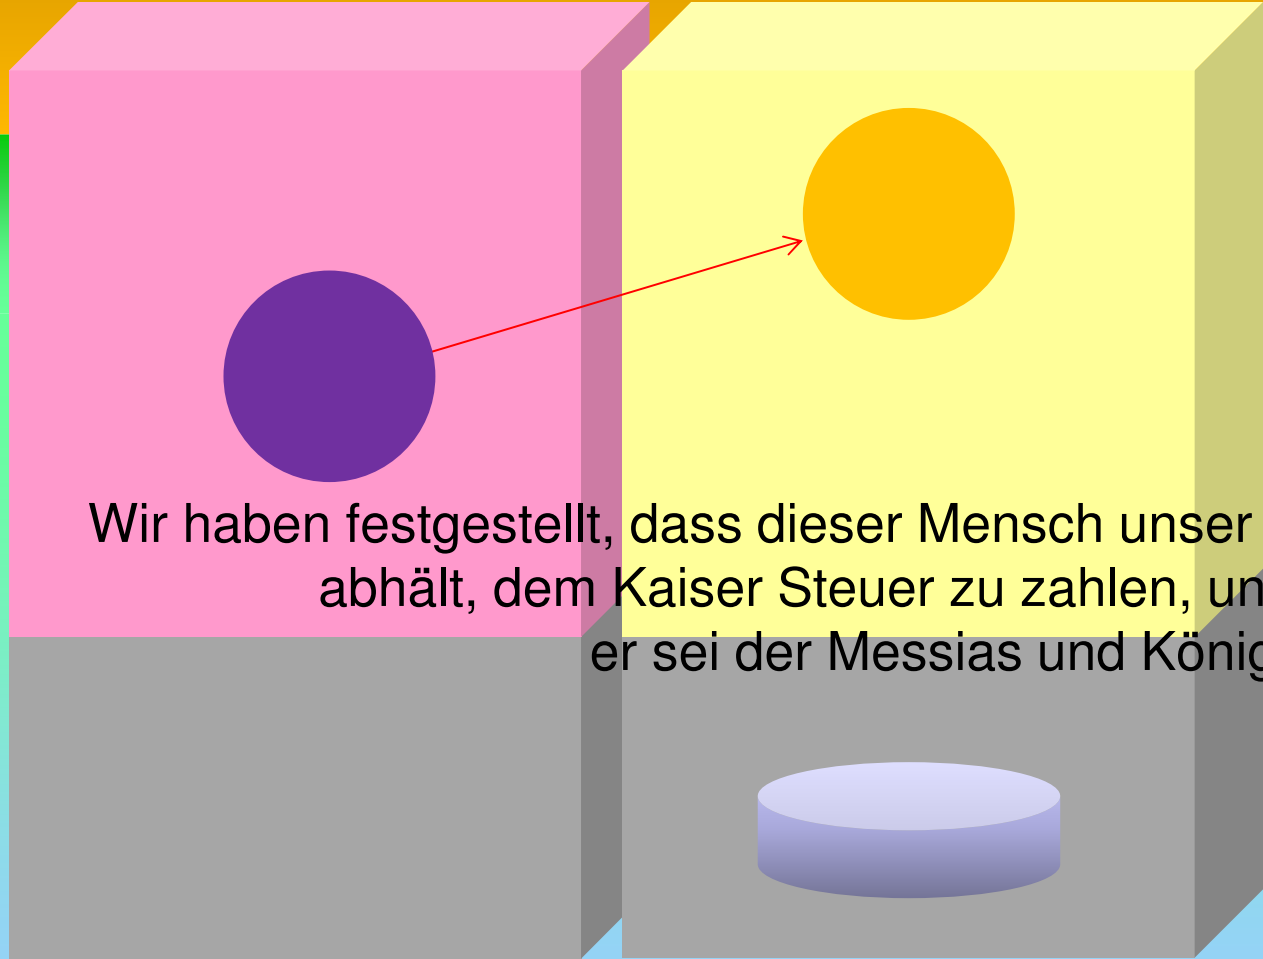 Wir haben festgestellt, dass dieser Mensch unser
abhält, dem Kaiser Steuer zu zahlen, un
er sei der Messias und König